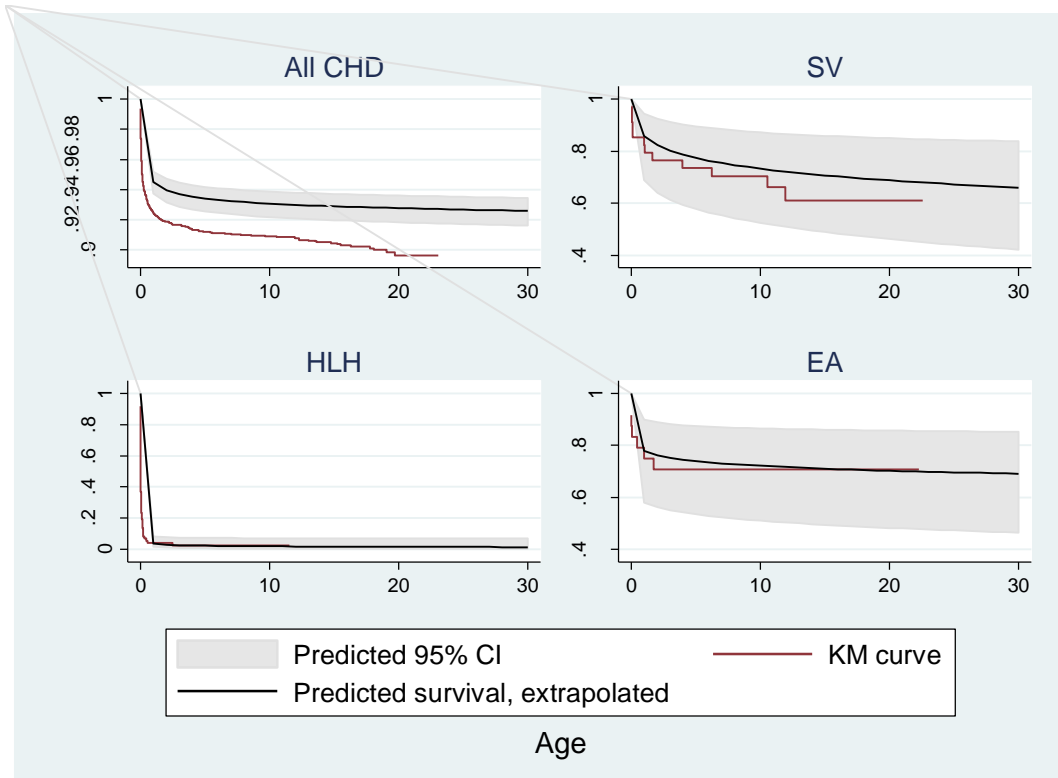 All CHD
1
.92.94.96.98
.9
0 10 20 30
SV
1
.8
.6
.4
0 10 20 30
HLH
1
.8
.6
.4
.2
0
0 10 20 30
EA
1
.8
.6
.4
0 10 20 30
Predicted 95% CI
KM curve
Predicted survival, extrapolated
Age